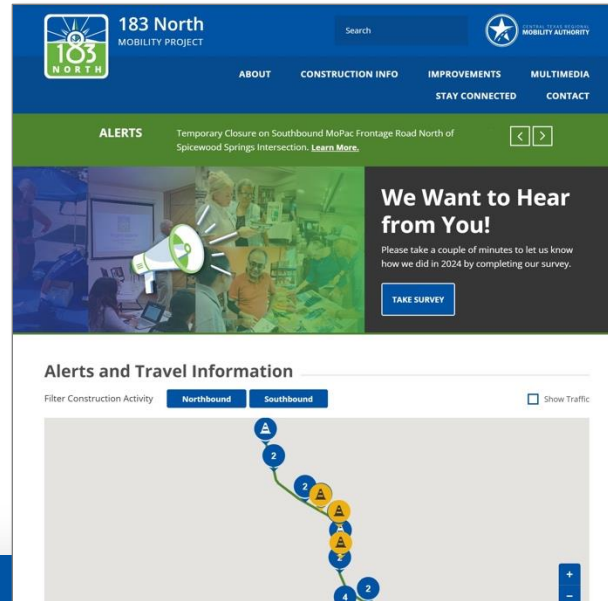 183
NORTH
183 North
MOBILITY PROJECT
Search
CENTRAL TEXAS REGIONAL
MOBILITY AUTHORITY
ABOUT CONSTRUCTION INFO IMPROVEMENTS MULTIMEDIA
STAY CONNECTED CONTACT
ALERTS
Temporary Closure on Southbound MoPac Frontage Road North of
Spicewood Springs Intersection. Learn More.
< >
We Want to Hear
from You!
Please take a couple of minutes to let us know
how we did in 2024 by completing our survey.
TAKE SURVEY
Alerts and Travel Information
Filter Construction Activity Northbound Southbound Show Traffic
2
2
2
2
4
+
-